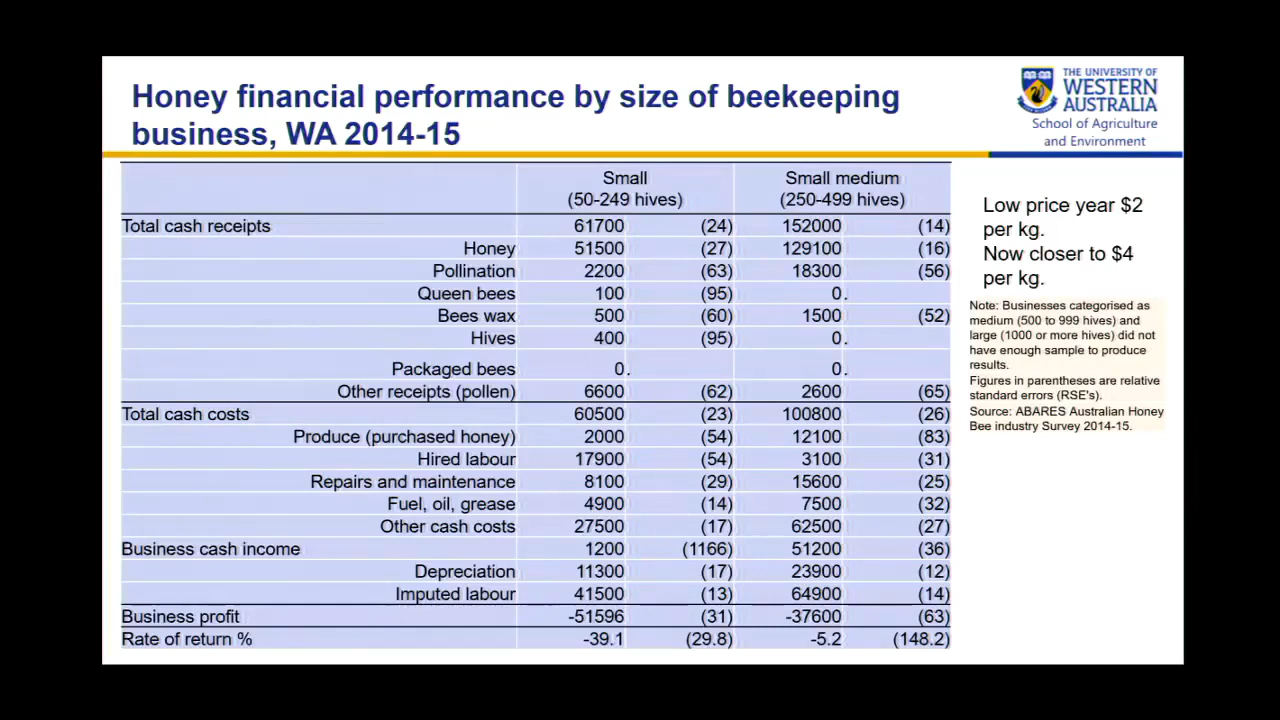 Honey financial performance by size of beekeeping
business, WA 2014-15
THE UNIVERSITY OF
WESTERN
AUSTRALIA
School of Agriculture
and Environment
Small Small medium
(50-249 hives) (250-499 hives)
Total cash receipts 61700 (24) 152000 (14)
Honey 51500 (27) 129100 (16)
Pollination 2200 (63) 18300 (56)
Queen bees 100 (95) 0.
Bees wax 500 (60) 1500 (52)
Hives 400 (95) 0.
Packaged bees 0. 0.
Other receipts (pollen) 6600 (62) 2600 (65)
Total cash costs 60500 (23) 100800 (26)
Produce (purchased honey) 2000 (54) 12100 (83)
Hired labour 17900 (54) 3100 (31)
Repairs and maintenance 8100 (29) 15600 (25)
Fuel, oil, grease 4900 (14) 7500 (32)
Other cash costs 27500 (17) 62500 (27)
Business cash income 1200 (1166) 51200 (36)
Depreciation 11300 (17) 23900 (12)
Imputed labour 41500 (13) 64900 (14)
Business profit -51596 (31) -37600 (63)
Rate of return % -39.1 (29.8) -5.2 (148.2)
Low price year $2
per kg.
Now closer to $4
per kg.
Note: Businesses categorised as
medium (500 to 999 hives) and
large (1000 or more hives) did not
have enough sample to produce
results.
Figures in parentheses are relative
standard errors (RSE's).
Source: ABARES Australian Honey
Bee industry Survey 2014-15.